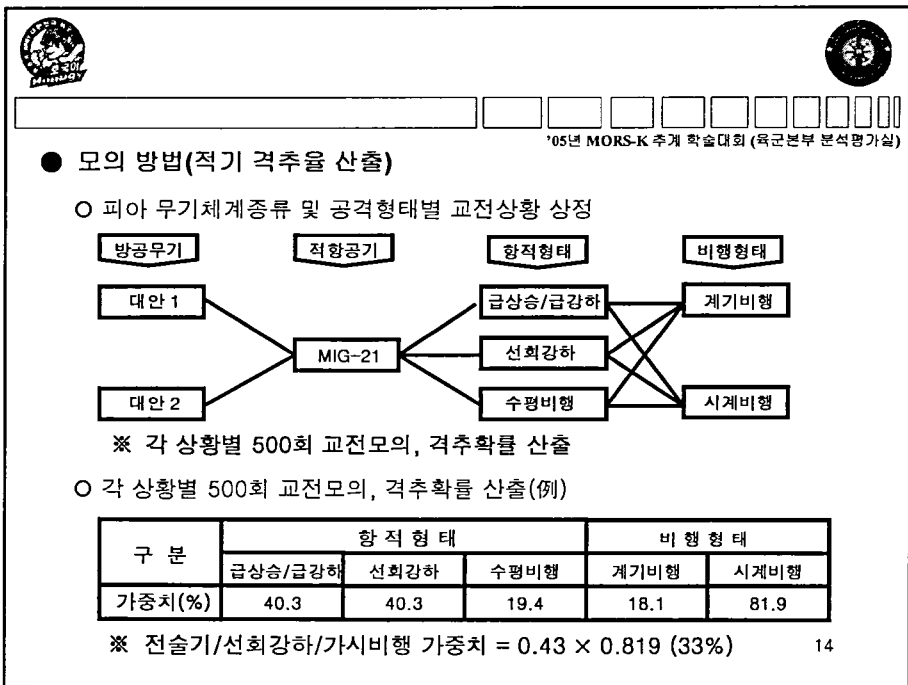 '05년 MORS-K 추계 학술대회 (육군본부 분석평가실)
● 모의 방법(적기 격추율 산출)
O 피아 무기체계종류 및 공격형태별 교전상황 상정
방공무기 적항공기 항적형태 비행형태
대안 1 급상승/급강하 계기비행
MIG-21 선회강하
대안 2 수평비행 시계비행
※ 각 상황별 500회 교전모의, 격추확률 산출
O 각 상황별 500회 교전모의, 격추확률 산출(例)
구 분 항 적 형 태 비 행 형 태
급상승/급강하 선회강하 수평비행 계기비행 시계비행
가중치(%) 40.3 40.3 19.4 18.1 81.9
※ 전술기/선회강하/가시비행 가중치 = 0.43 × 0.819 (33%)
14